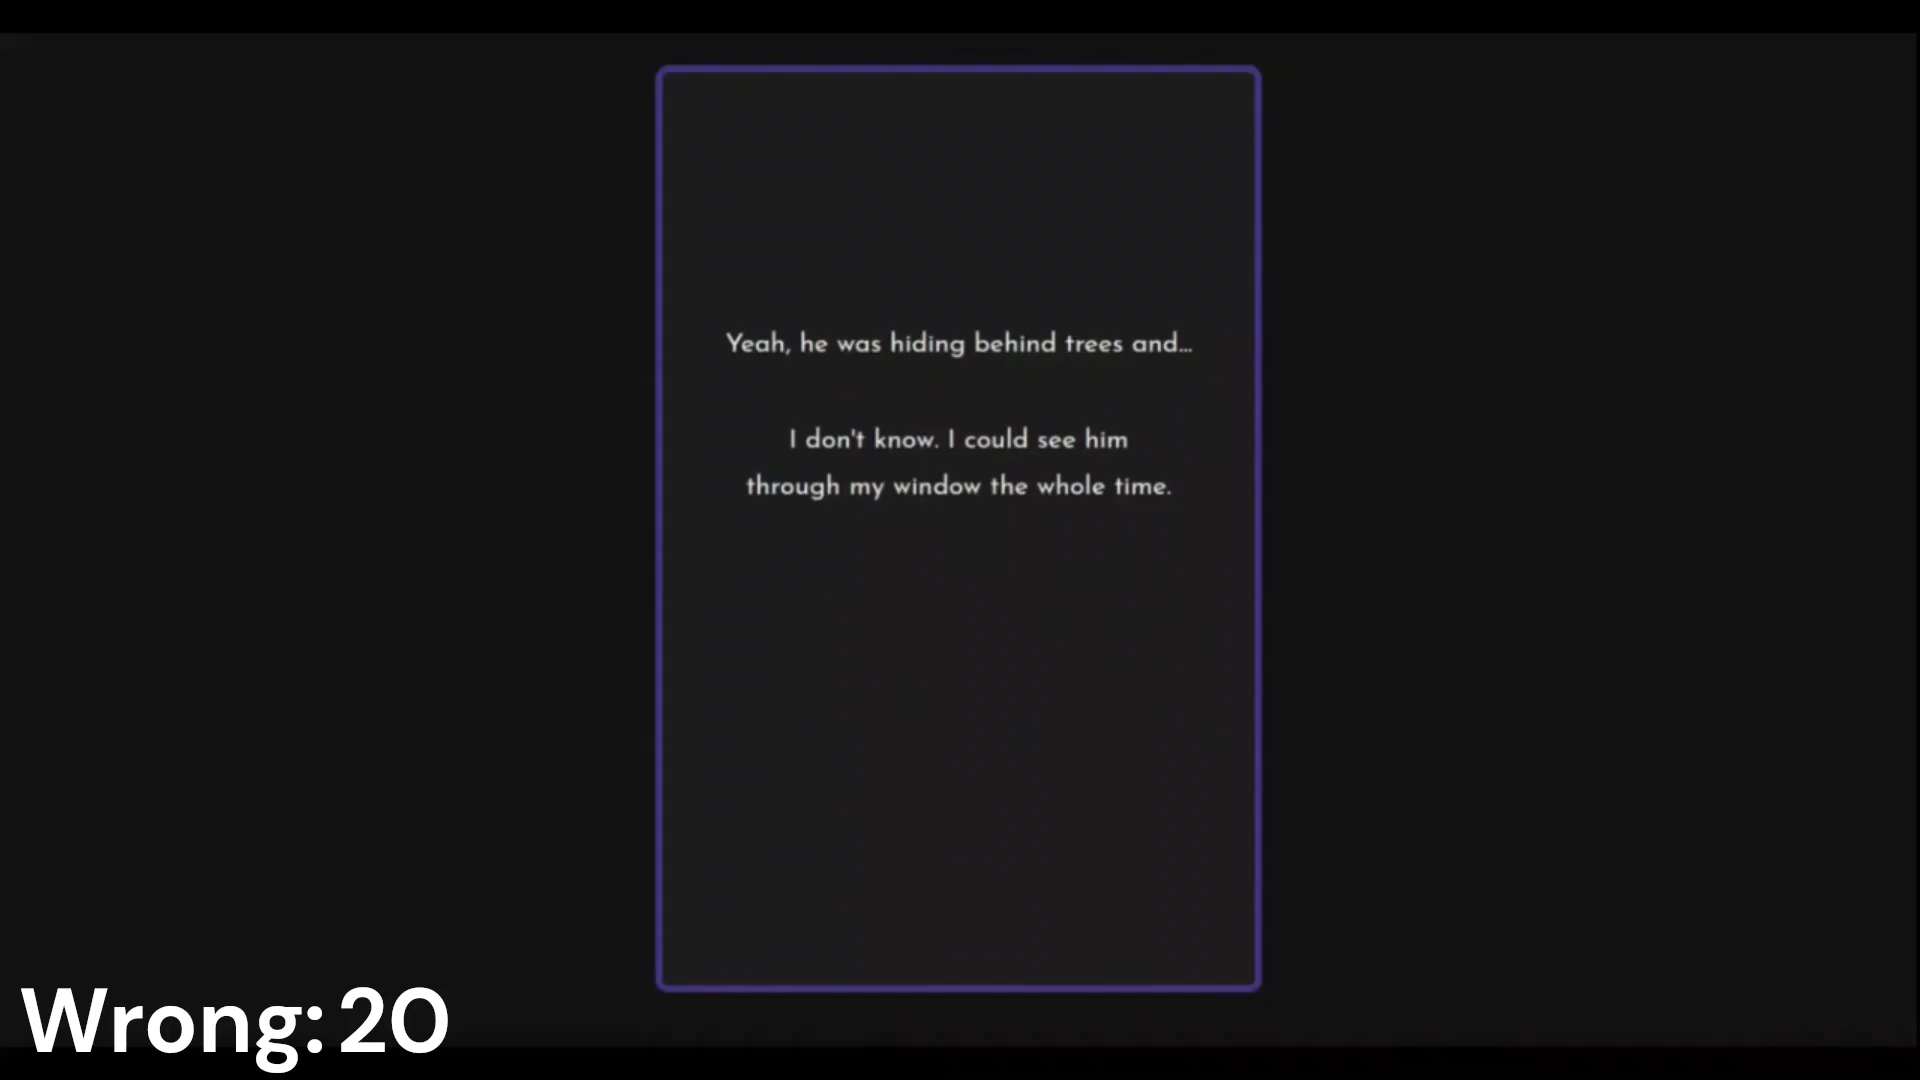 Yeah, he was hiding behind trees and...
I don't know. I could see him
through my window the whole time.
Wrong: 20